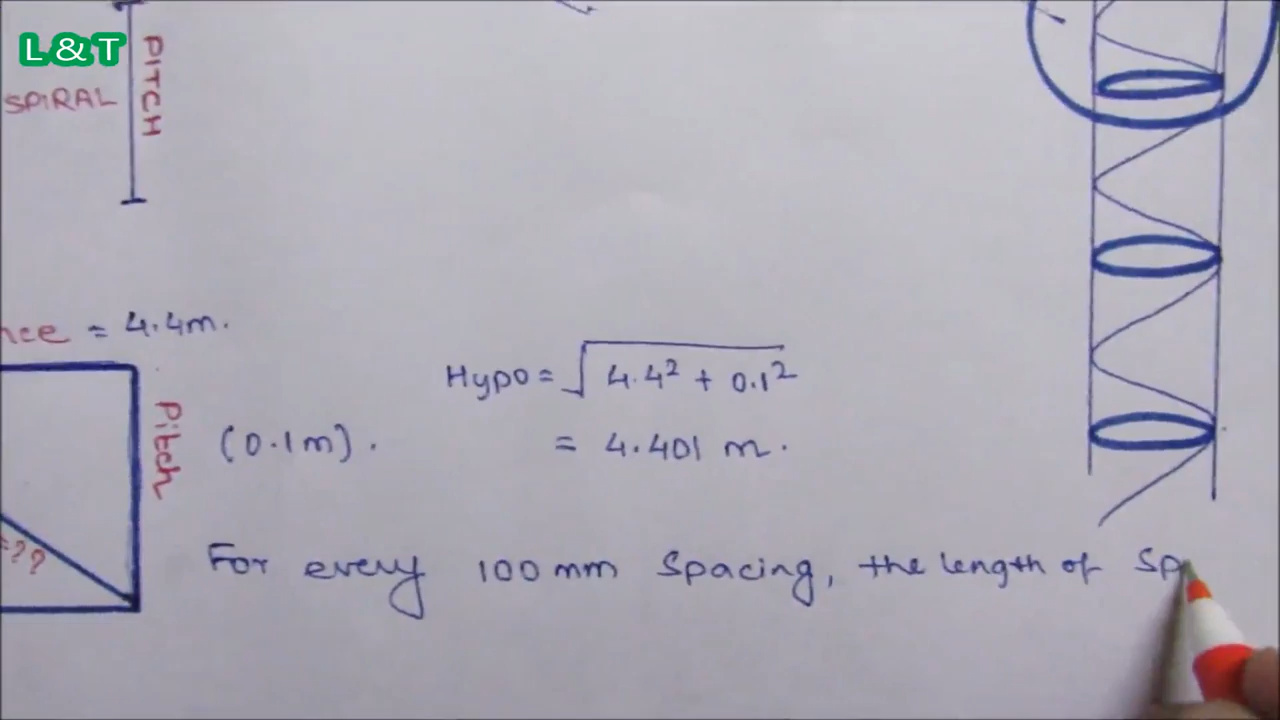 L&T
PITCH
SPIRAL
nce = 4.4m.
Hypo = √4.4² + 0.1²
Pitch
(0.1m).
= 4.401 m.
=??
For every 100 mm spacing, the length of Sp